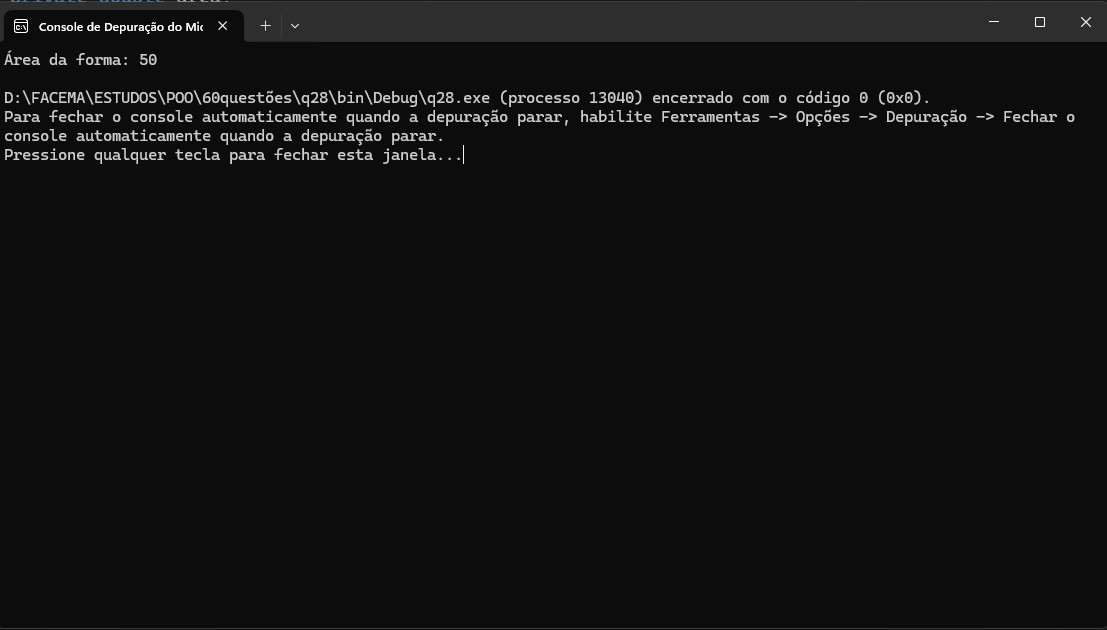 Console de Depuração do Mic
Área da forma: 50
D:\FACEMA\ESTUDOS\POO\60questões\q28\bin\Debug\q28.exe (processo 13040) encerrado com o código 0 (0x0).
Para fechar o console automaticamente quando a depuração parar, habilite Ferramentas -> Opções -> Depuração -> Fechar o
console automaticamente quando a depuração parar.
Pressione qualquer tecla para fechar esta janela...